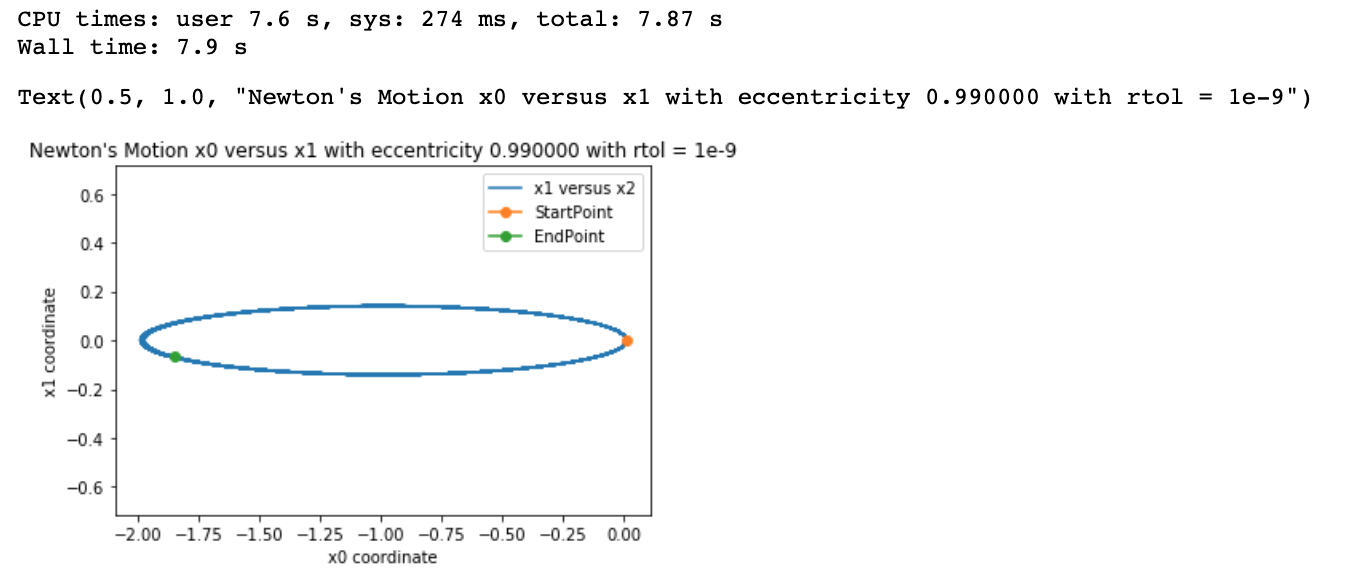 CPU times: user 7.6 s, sys: 274 ms, total: 7.87 s
Wall time: 7.9 s
Text(0.5, 1.0, "Newton's Motion x0 versus x1 with eccentricity 0.990000 with rtol = 1e-9")
Newton's Motion x0 versus x1 with eccentricity 0.990000 with rtol = 1e-9
x1 versus x2
StartPoint
EndPoint
x1 coordinate
0.6
0.4
0.2
0.0
−0.2
−0.4
−0.6
−2.00 −1.75 −1.50 −1.25 −1.00 −0.75 −0.50 −0.25 0.00
x0 coordinate